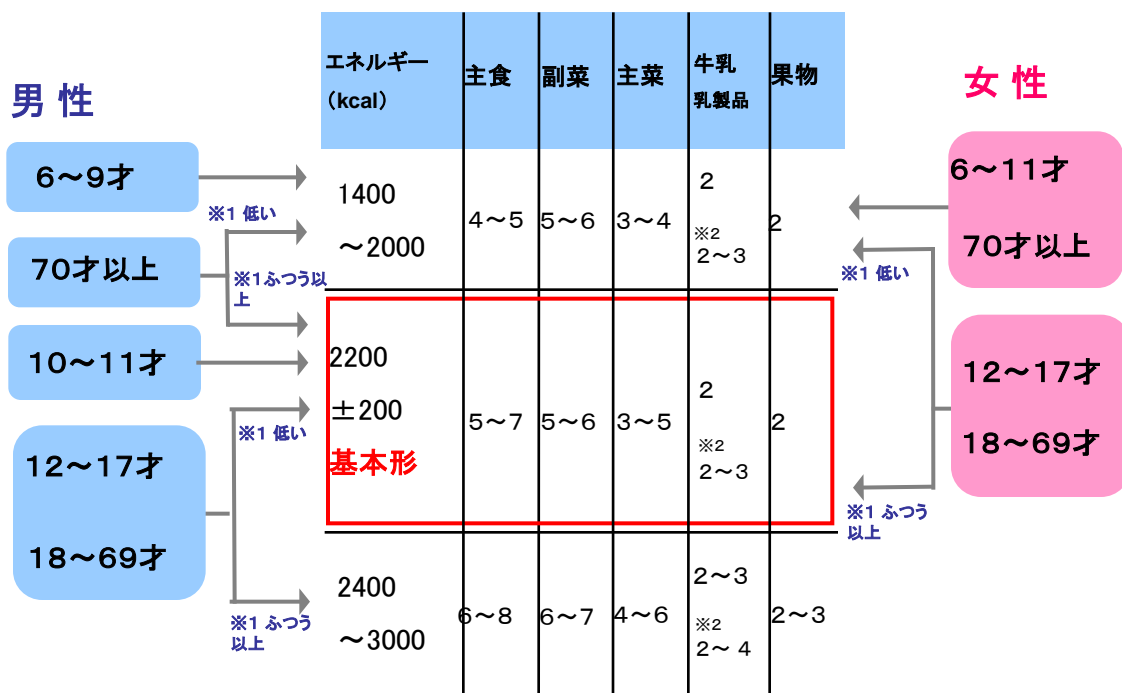 男 性
6～9才
※1 低い
70才以上
※1ふつう以
上
10～11才
※1 低い
12～17才
18～69才
※1 ふつう
以上
エネルギー
(kcal)
主食
副菜
主菜
牛乳
乳製品
果物
1400
～2000
4～5
5～6
3～4
2
※2
2～3
2
2200
±200
基本形
5～7
5～6
3～5
2
※2
2～3
2
2400
～3000
6～8
6～7
4～6
2～3
※2
2～ 4
2～3
女 性
6～11才
70才以上
※1 低い
12～17才
18～69才
※1 ふつう
以上